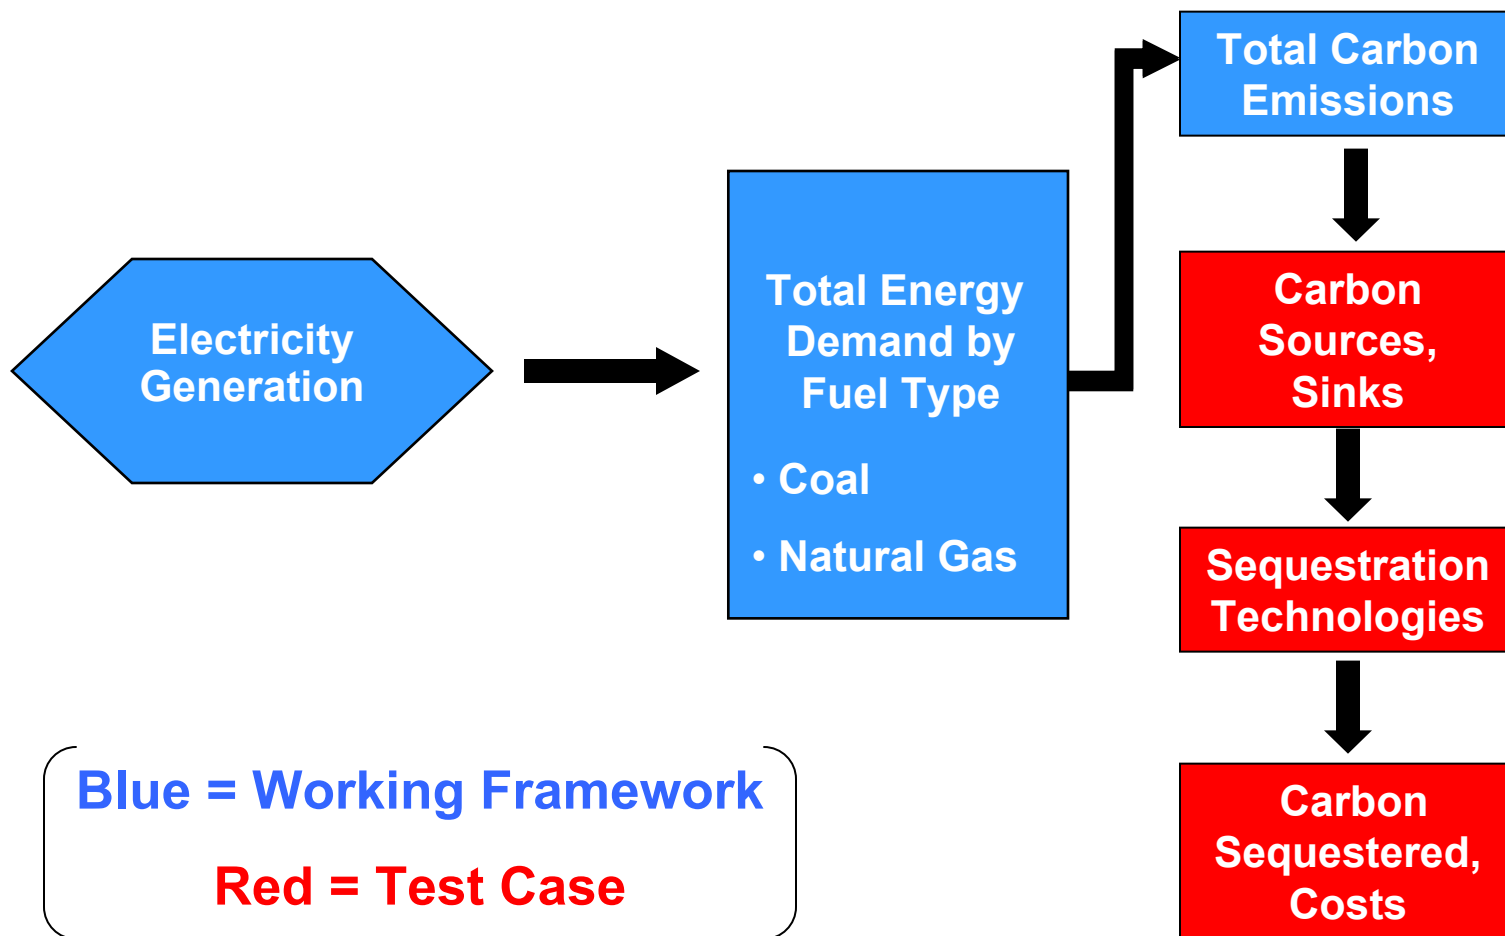 Electricity
Generation
Total Energy
Demand by
Fuel Type
• Coal
• Natural Gas
Total Carbon
Emissions
Carbon
Sources,
Sinks
Sequestration
Technologies
Carbon
Sequestered,
Costs
Blue = Working Framework
Red = Test Case